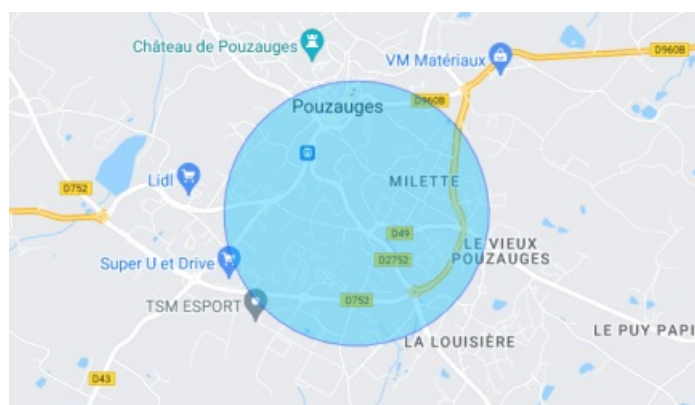 Château de Pouzauges
D960B
VM Matériaux
Pouzauges
D960B
MILETTE
Lidl
D752
D49
LE VIEUX
POUZAUGES
Super U et Drive
D2752
TSM ESPORT
D752
LE PUY PAPI
LA LOUISIÈRE
D43